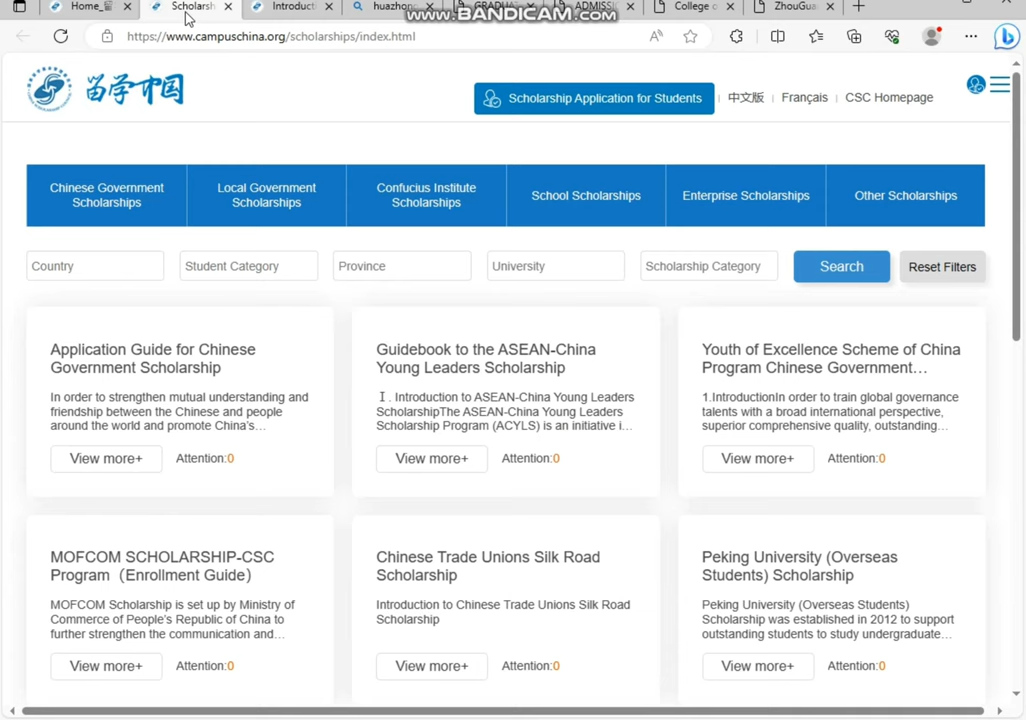 Home_
Scholarsh
Introducti
huazhong
GRADUA
ADMISSI
College o
ZhouGua
www.BANDICAM.com
https://www.campuschina.org/scholarships/index.html
留学中国
Scholarship Application for Students
中文版
Français
CSC Homepage
Chinese Government
Scholarships
Local Government
Scholarships
Confucius Institute
Scholarships
School Scholarships
Enterprise Scholarships
Other Scholarships
Country
Student Category
Province
University
Scholarship Category
Search
Reset Filters
Application Guide for Chinese
Government Scholarship
In order to strengthen mutual understanding and
friendship between the Chinese and people
around the world and promote China's…
View more+
Attention:0
Guidebook to the ASEAN-China
Young Leaders Scholarship
Ⅰ. Introduction to ASEAN-China Young Leaders
ScholarshipThe ASEAN-China Young Leaders
Scholarship Program (ACYLS) is an initiative i…
View more+
Attention:0
Youth of Excellence Scheme of China
Program Chinese Government…
1.IntroductionIn order to train global governance
talents with a broad international perspective,
superior comprehensive quality, outstanding…
View more+
Attention:0
MOFCOM SCHOLARSHIP-CSC
Program（Enrollment Guide）
MOFCOM Scholarship is set up by Ministry of
Commerce of People's Republic of China to
further strengthen the communication and…
View more+
Attention:0
Chinese Trade Unions Silk Road
Scholarship
Introduction to Chinese Trade Unions Silk Road
Scholarship
View more+
Attention:0
Peking University (Overseas
Students) Scholarship
Peking University (Overseas Students)
Scholarship was established in 2012 to support
outstanding students to study undergraduate…
View more+
Attention:0